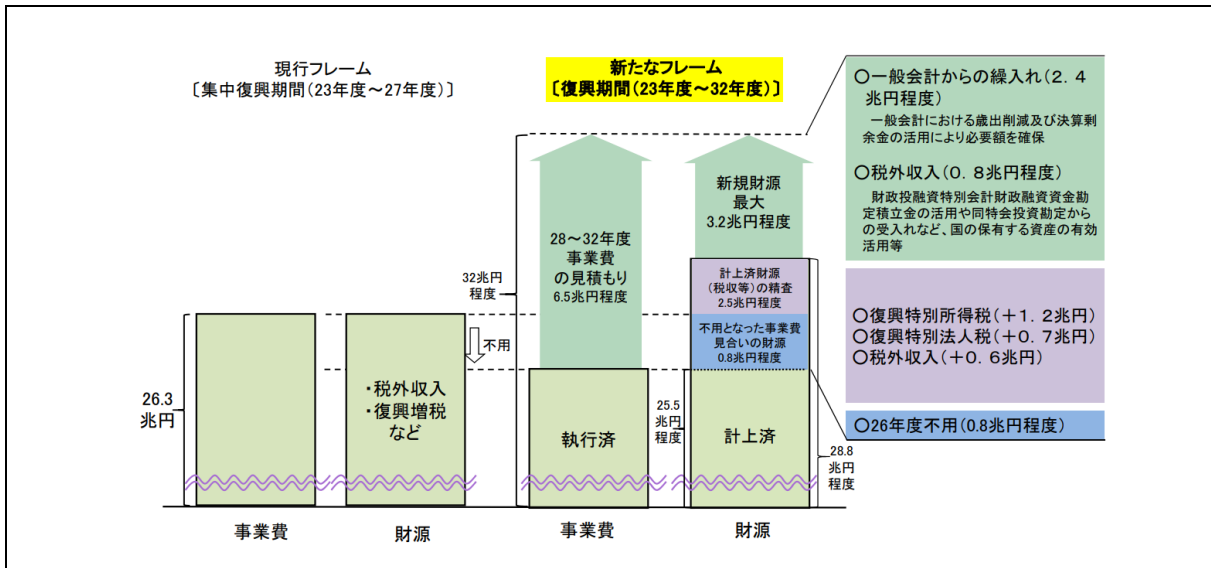 現行フレーム
〔集中復興期間(23年度~27年度)〕
新たなフレーム
〔復興期間(23年度~32年度)〕
26.3
兆円
・税外収入
・復興増税
など
不用
事業費
財源
32兆円
程度
28~32年度
事業費
の見積もり
6.5兆円程度
執行済
新規財源
最大
3.2兆円程度
計上済財源
(税収等)の精査
2.5兆円程度
不用となった事業費
見合いの財源
0.8兆円程度
25.5
兆円
程度
計上済
28.8
兆円
程度
事業費
財源
〇一般会計からの繰入れ(2.4
兆円程度)
一般会計における歳出削減及び決算剰
余金の活用により必要額を確保
〇税外収入(0.8兆円程度)
財政投融資特別会計財政融資資金勘
定積立金の活用や同特会投資勘定から
の受入れなど、国の保有する資産の有効
活用等
〇復興特別所得税(+1.2兆円)
〇復興特別法人税(+0.7兆円)
〇税外収入(+0.6兆円)
〇26年度不用(0.8兆円程度)